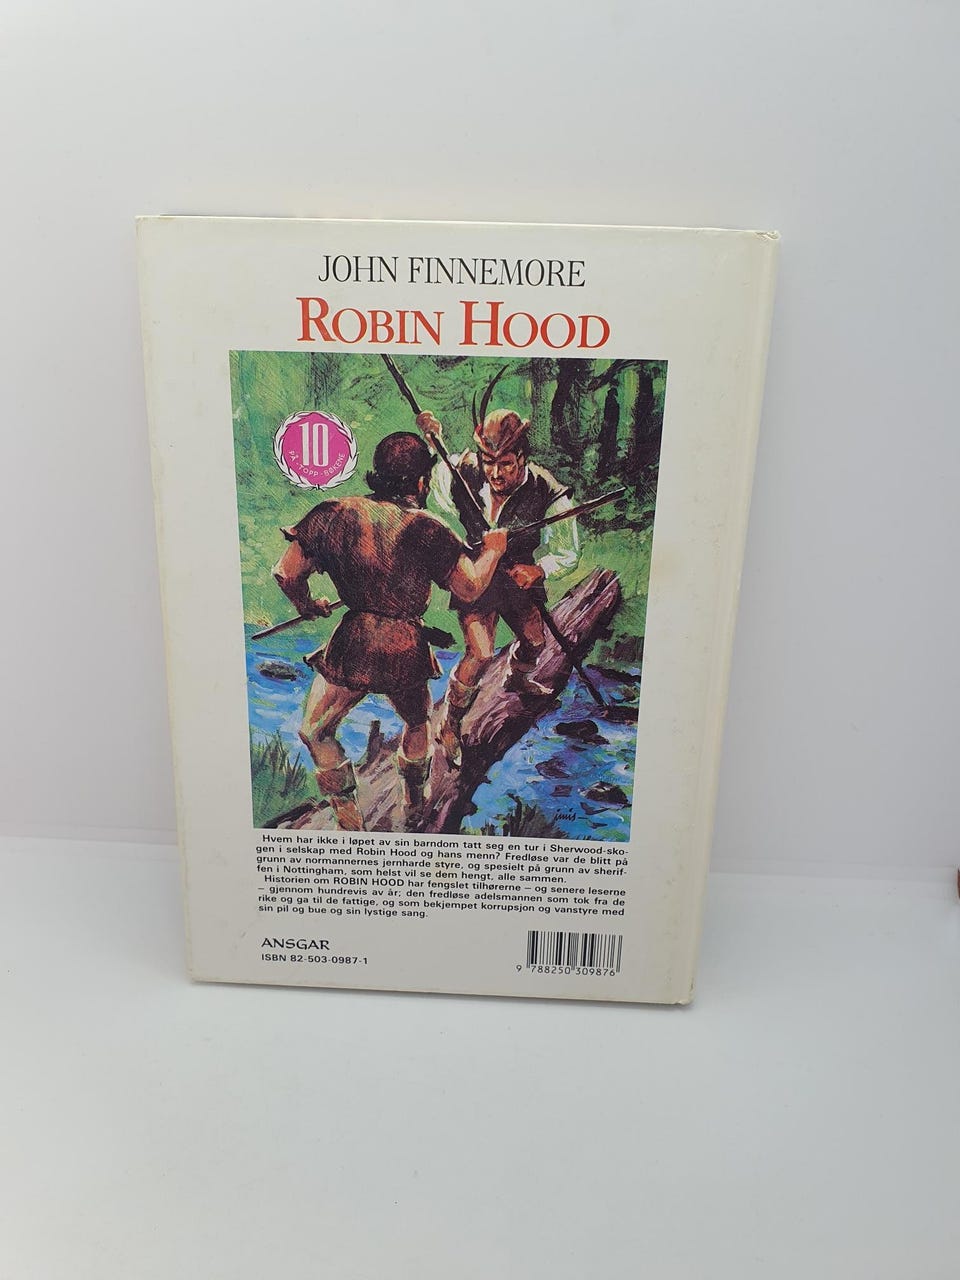 JOHN FINNEMORE
ROBIN HOOD
10
PÅ-TOPP-BØKENE
imis
Hvem har ikke i løpet av sin barndom tatt seg en tur i Sherwood-sko-
gen i selskap med Robin Hood og hans menn? Fredløse var de blitt på
grunn av normannernes jernharde styre, og spesielt på grunn av sherif-
fen i Nottingham, som helst vil se dem hengt, alle sammen.
Historien om ROBIN HOOD har fengslet tilhørerne – og senere leserne
– gjennom hundrevis av år; den fredløse adelsmannen som tok fra de
rike og ga til de fattige, og som bekjempet korrupsjon og vanstyre med
sin pil og bue og sin lystige sang.
ANSGAR
ISBN 82-503-0987-1
9 788250 309876